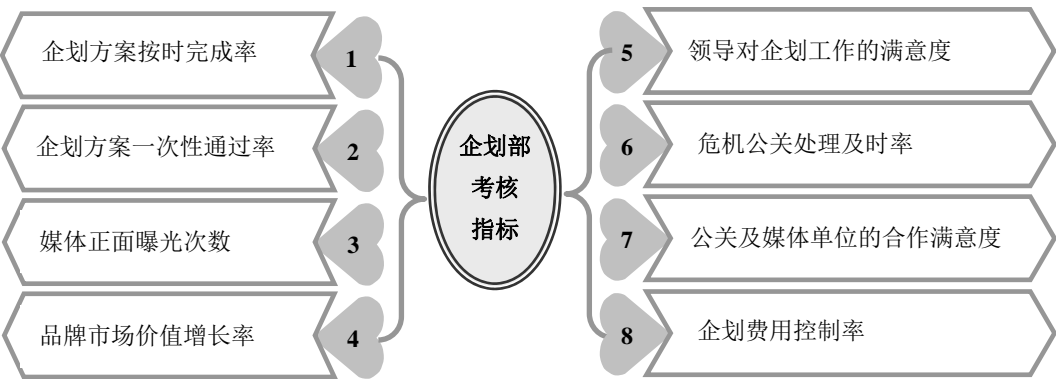 企划方案按时完成率
1
企划方案一次性通过率
2
媒体正面曝光次数
3
品牌市场价值增长率
4
企划部
考核
指标
5
领导对企划工作的满意度
6
危机公关处理及时率
7
公关及媒体单位的合作满意度
8
企划费用控制率